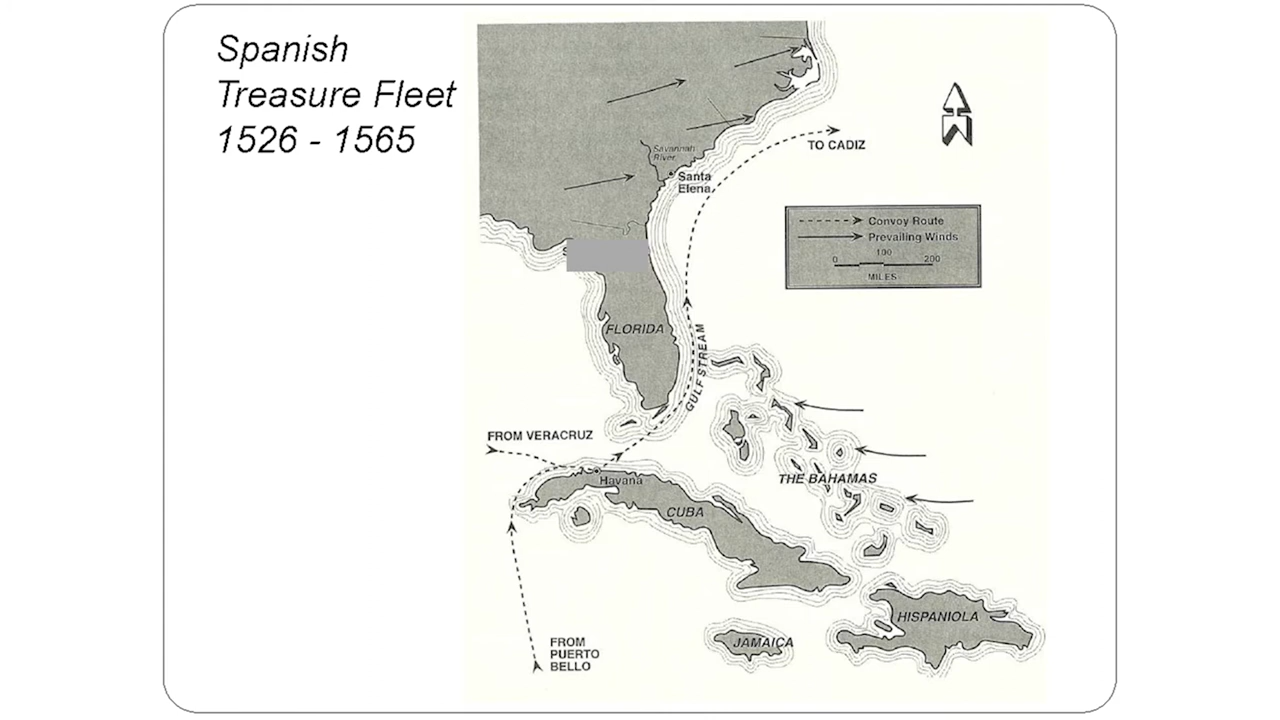 Spanish
Treasure Fleet
1526 - 1565
TO CADIZ
Savannah
River
Santa
Elena
Convoy Route
Prevailing Winds
0 100 200
MILES
FLORIDA
GULF STREAM
FROM VERACRUZ
Havana
THE BAHAMAS
CUBA
HISPANIOLA
JAMAICA
FROM
PUERTO
BELLO